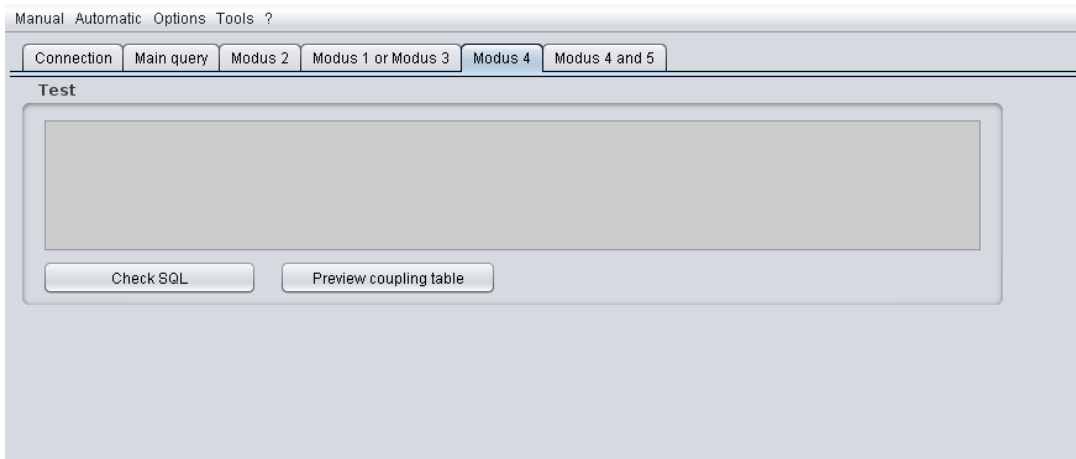 Manual Automatic Options Tools ?
Connection Main query Modus 2 Modus 1 or Modus 3 Modus 4 Modus 4 and 5
Test
Check SQL Preview coupling table